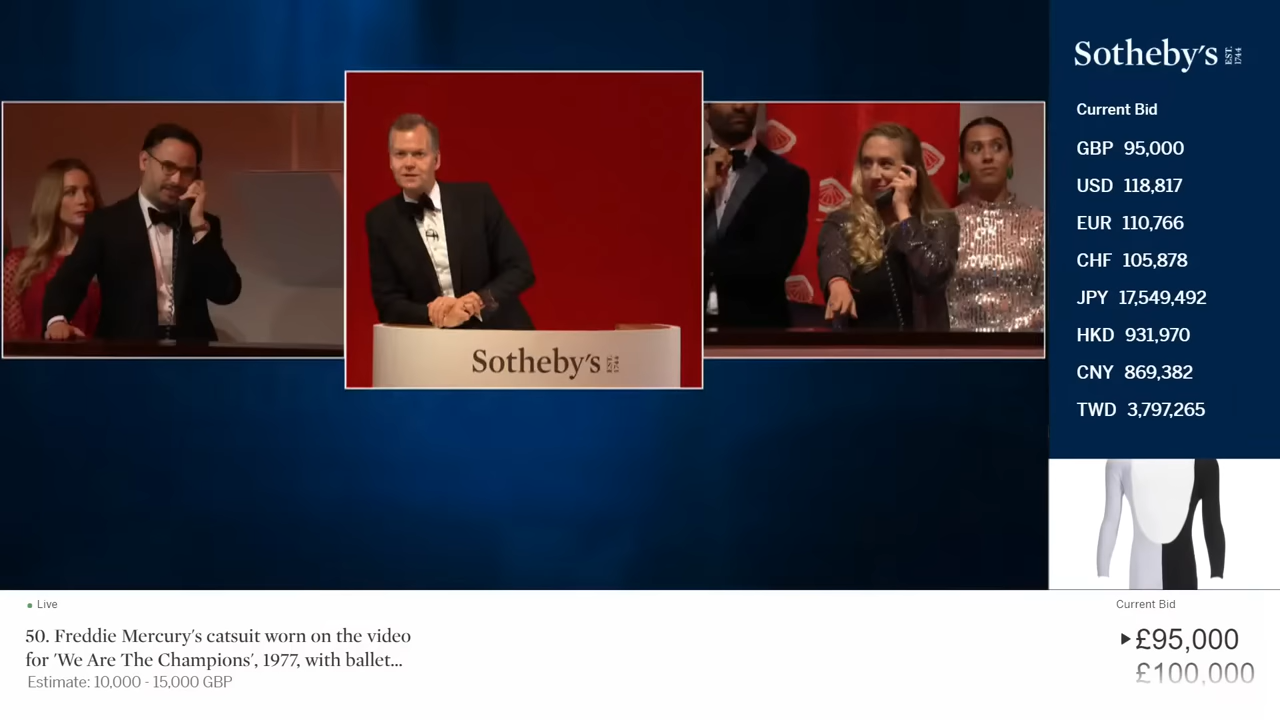 Sotheby's EST. 1744
Current Bid
GBP 95,000
USD 118,817
EUR 110,766
CHF 105,878
JPY 17,549,492
HKD 931,970
CNY 869,382
TWD 3,797,265
Sotheby's EST. 1744
Live
50. Freddie Mercury's catsuit worn on the video
for 'We Are The Champions', 1977, with ballet...
Estimate: 10,000 - 15,000 GBP
Current Bid
£95,000
£100,000